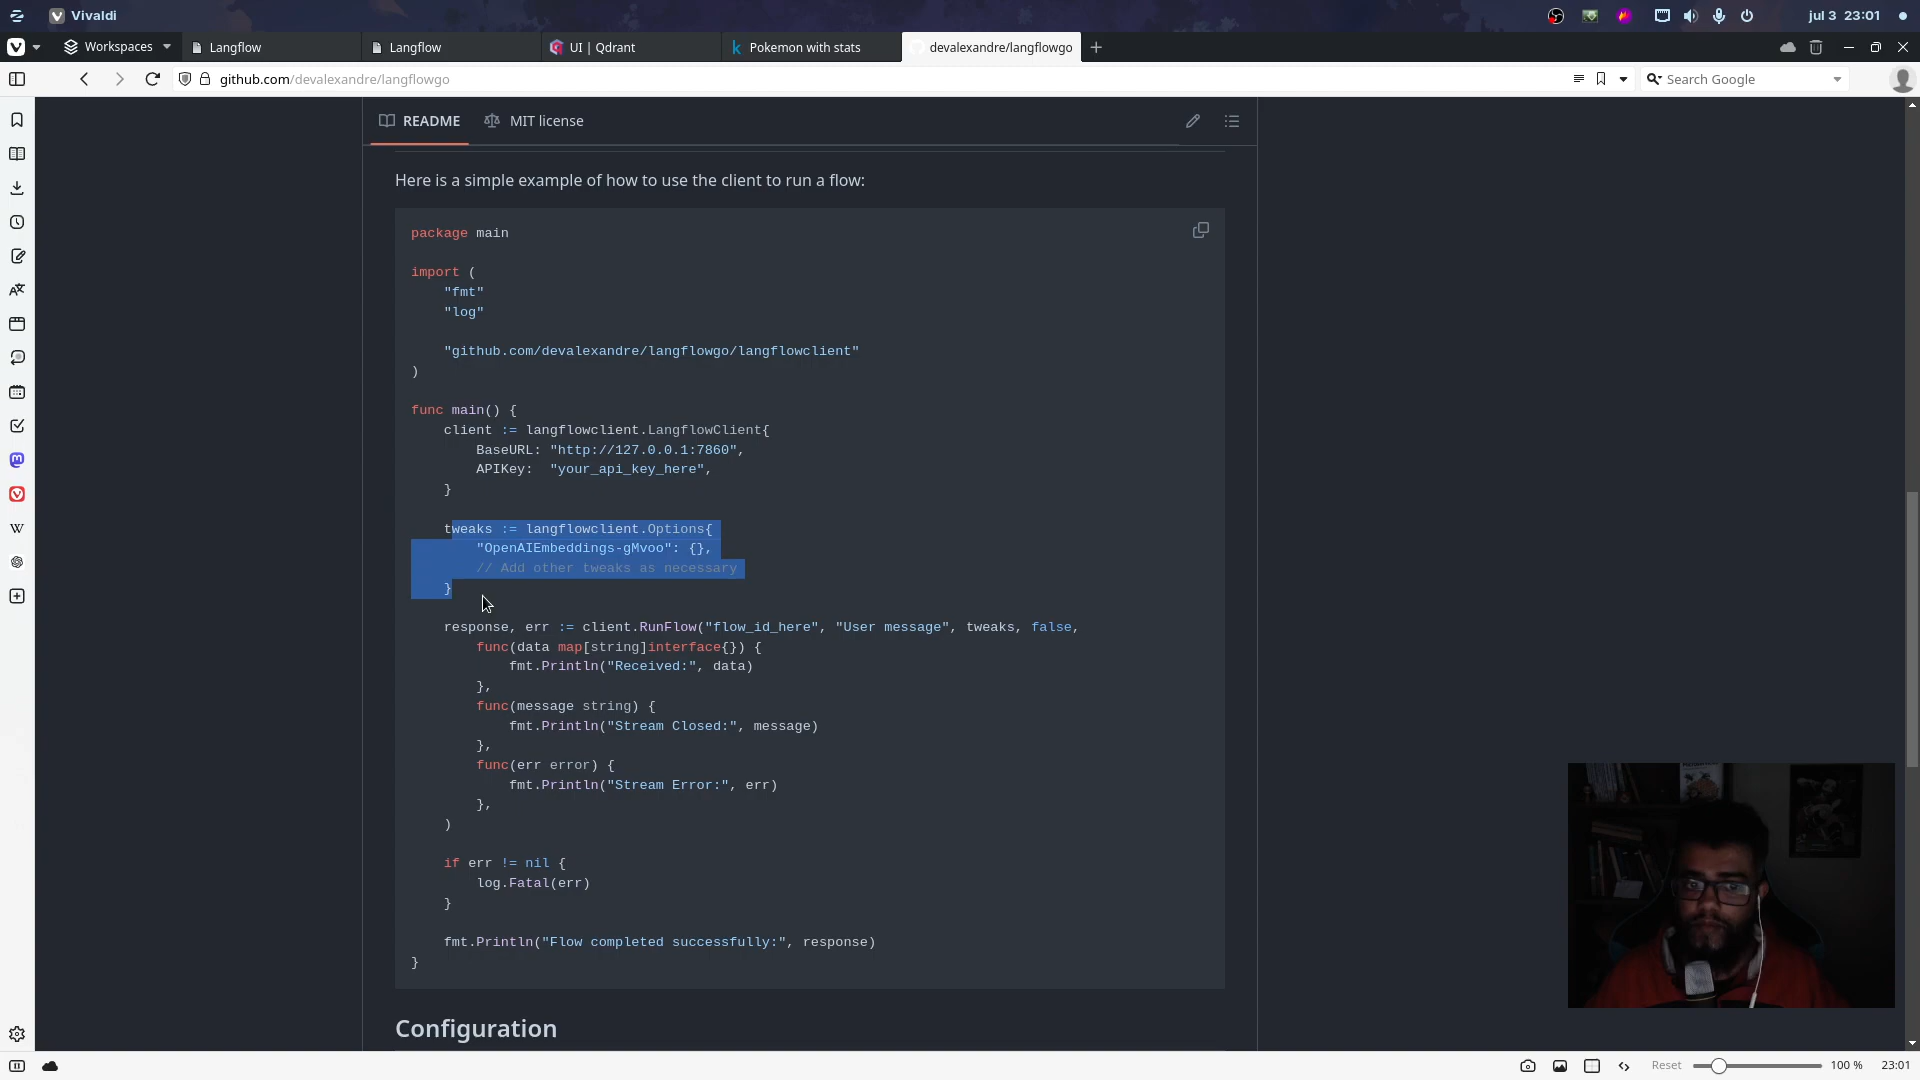 Vivaldi
jul 3 23:01
Workspaces
Langflow
Langflow
UI | Qdrant
Pokemon with stats
devalexandre/langflowgo
github.com/devalexandre/langflowgo
Search Google
README
MIT license
Here is a simple example of how to use the client to run a flow:
package main
import (
"fmt"
"log"
"github.com/devalexandre/langflowgo/langflowclient"
)
func main() {
client := langflowclient.LangflowClient{
BaseURL: "http://127.0.0.1:7860",
APIKey:  "your_api_key_here",
}
tweaks := langflowclient.Options{
"OpenAIEmbeddings-gMvoo": {},
// Add other tweaks as necessary
}
response, err := client.RunFlow("flow_id_here", "User message", tweaks, false,
func(data map[string]interface{}) {
fmt.Println("Received:", data)
},
func(message string) {
fmt.Println("Stream Closed:", message)
},
func(err error) {
fmt.Println("Stream Error:", err)
},
)
if err != nil {
log.Fatal(err)
}
fmt.Println("Flow completed successfully:", response)
}
Configuration
Reset
100 %
23:01